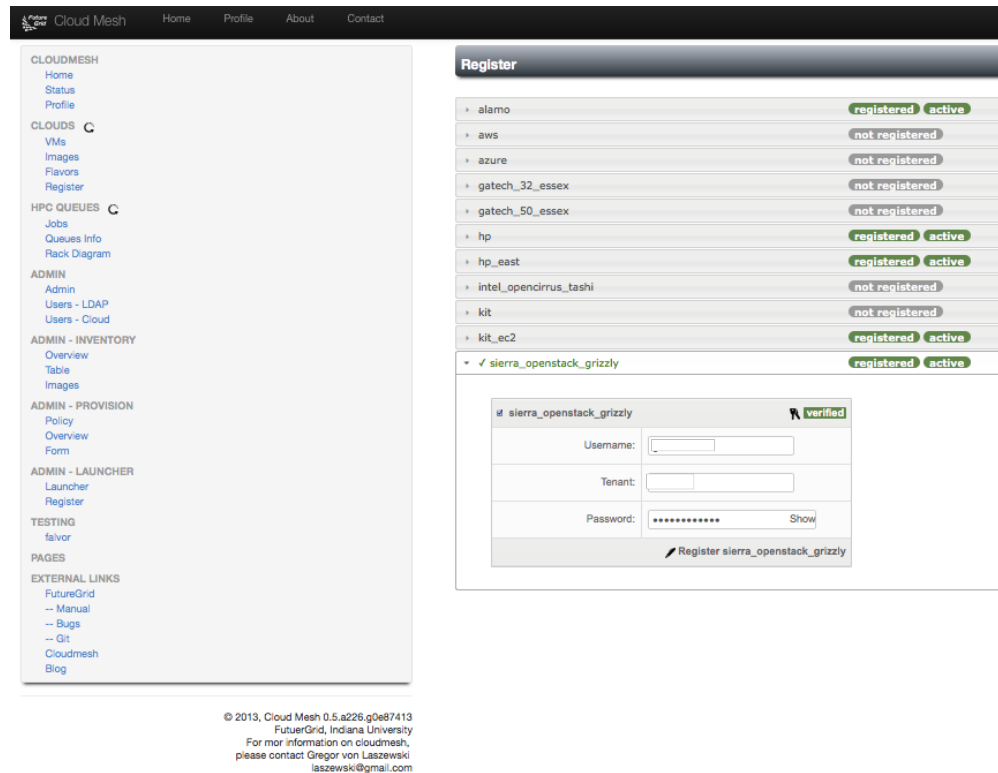 Future Grid Cloud Mesh Home Profile About Contact
CLOUDMESH
Home
Status
Profile
CLOUDS
VMs
Images
Flavors
Register
HPC QUEUES
Jobs
Queues Info
Rack Diagram
ADMIN
Admin
Users - LDAP
Users - Cloud
ADMIN - INVENTORY
Overview
Table
Images
ADMIN - PROVISION
Policy
Overview
Form
ADMIN - LAUNCHER
Launcher
Register
TESTING
falvor
PAGES
EXTERNAL LINKS
FutureGrid
-- Manual
-- Bugs
-- Git
Cloudmesh
Blog
© 2013, Cloud Mesh 0.5.a226.g0e87413
FutuerGrid, Indiana University
For mor information on cloudmesh,
please contact Gregor von Laszewski
laszewski@gmail.com
Register
alamo registered active
aws not registered
azure not registered
gatech_32_essex not registered
gatech_50_essex not registered
hp registered active
hp_east registered active
intel_opencirrus_tashi not registered
kit not registered
kit_ec2 registered active
✓ sierra_openstack_grizzly registered active
sierra_openstack_grizzly verified
Username:
Tenant:
Password: •••••••••••• Show
Register sierra_openstack_grizzly